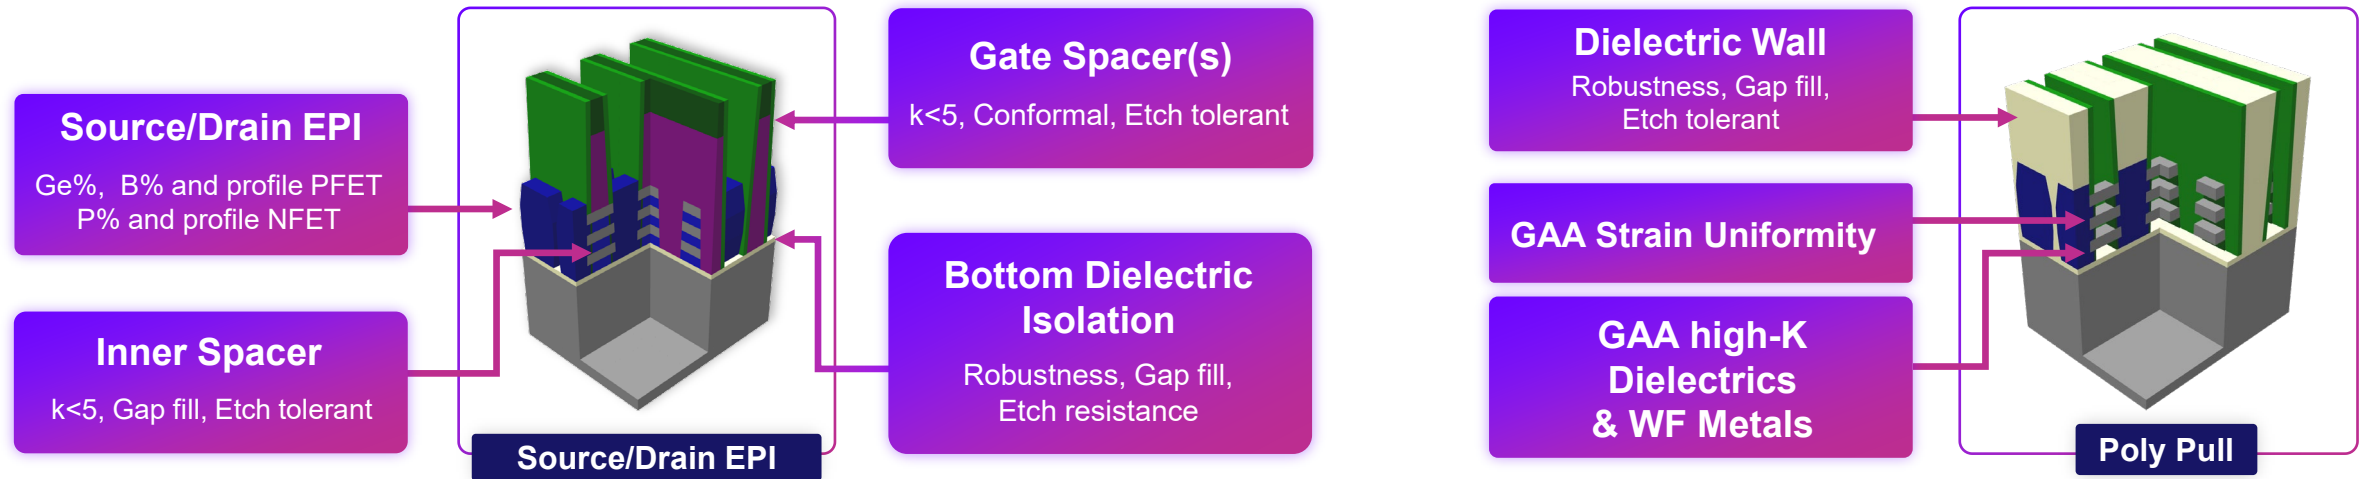 Source/Drain EPI
Ge%, B% and profile PFET
P% and profile NFET
Inner Spacer
k<5, Gap fill, Etch tolerant
Source/Drain EPI
Gate Spacer(s)
k<5, Conformal, Etch tolerant
Bottom Dielectric
Isolation
Robustness, Gap fill,
Etch resistance
Dielectric Wall
Robustness, Gap fill,
Etch tolerant
GAA Strain Uniformity
GAA high-K
Dielectrics
& WF Metals
Poly Pull